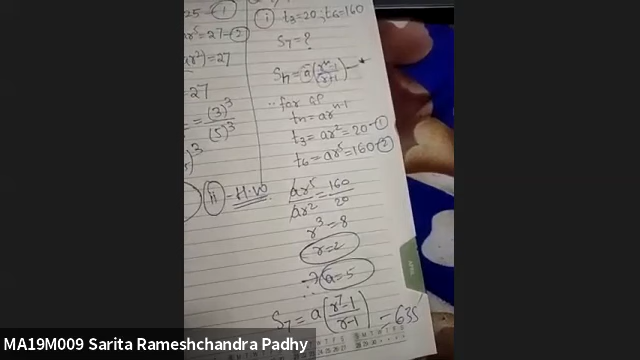 25 - ①
ar⁵ = 27 - ②
ar²) = 27
= 27
= (3)³
(5)³
)³
ii - H.W
i t₃ = 20, t₆ = 160
S₇ = ?
Sₙ = a(rⁿ-1
r-1)
∵ for GP
tₙ = arⁿ⁻¹
t₃ = ar² = 20 - ①
t₆ = ar⁵ = 160 - ②
ar⁵/ar² = 160/20
r³ = 8
r = 2
→ a = 5
∴ S₇ = a(r⁷-1/r-1) - 635
MA19M009 Sarita Rameshchandra Padhy